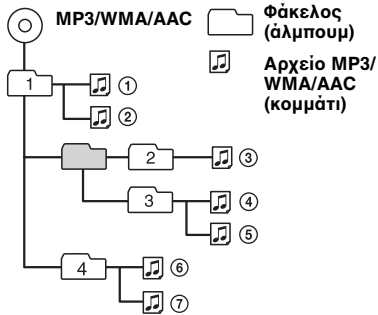 MP3/WMA/AAC
Φάκελος
(άλμπουμ)
Αρχείο MP3/
WMA/AAC
(κομμάτι)
1
①
②
2
③
3
④
⑤
4
⑥
⑦